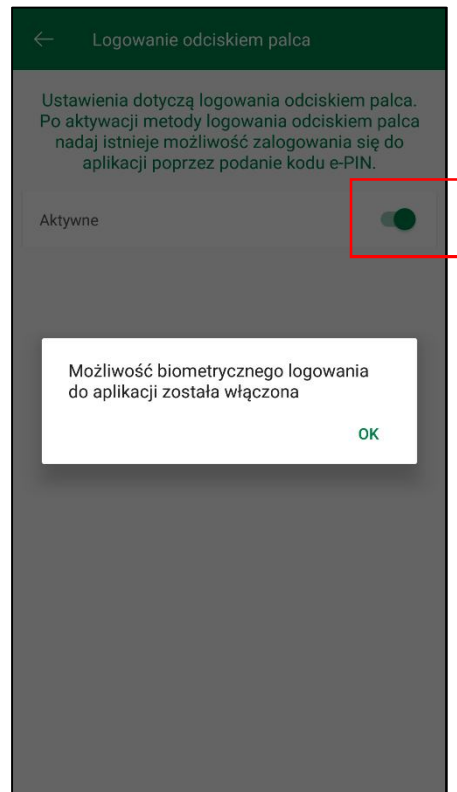 Logowanie odciskiem palca
Ustawienia dotyczą logowania odciskiem palca.
Po aktywacji metody logowania odciskiem palca
nadaj istnieje możliwość zalogowania się do
aplikacji poprzez podanie kodu e-PIN.
Aktywne
Możliwość biometrycznego logowania
do aplikacji została włączona
OK